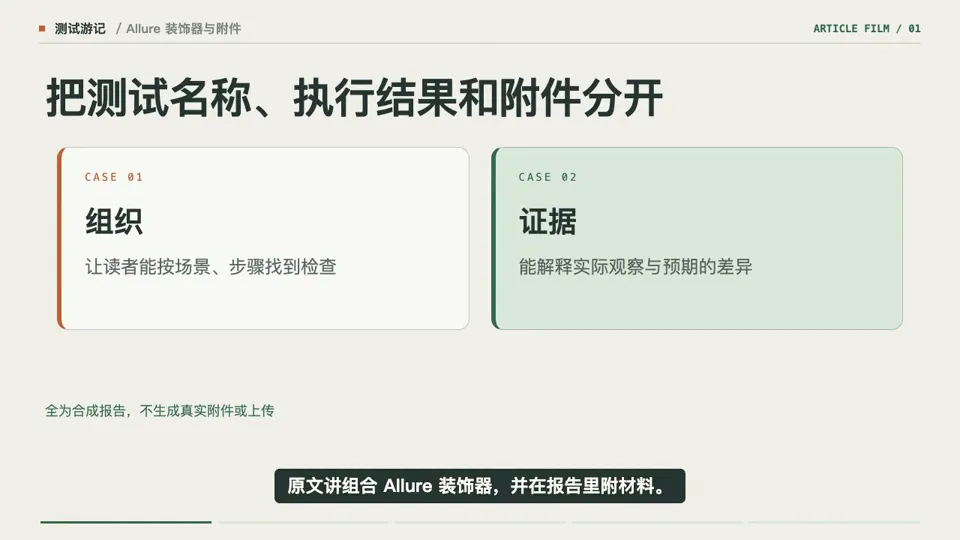 测试游记 / Allure 装饰器与附件
ARTICLE FILM / 01
把测试名称、执行结果和附件分开
CASE 01
组织
让读者能按场景、步骤找到检查
CASE 02
证据
能解释实际观察与预期的差异
全为合成报告，不生成真实附件或上传
原文讲组合 Allure 装饰器，并在报告里附材料。